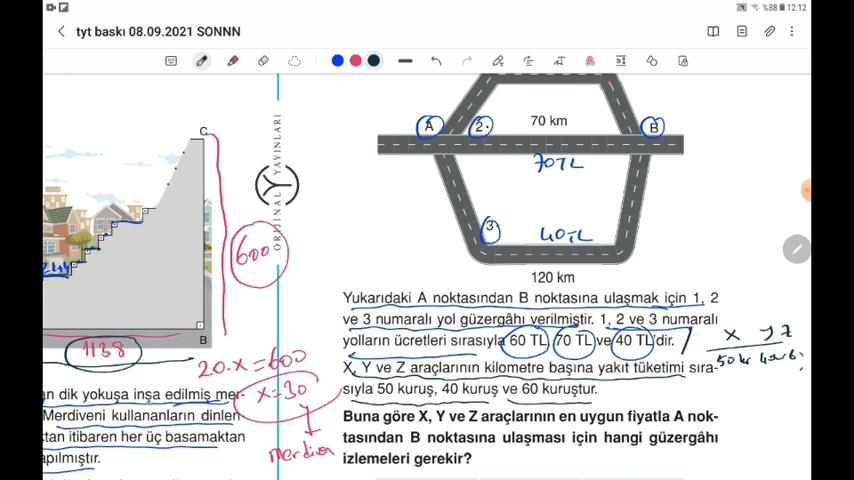 %88 12:12
tyt baskı 08.09.2021 SONNN
C
600
B
1138
20.x=600
x=30
an dik yokuşa inşa edilmiş mer-
Merdiveni kullananların dinlen
ktan itibaren her üç basamaktan
apılmıştır.
ORİJİNAL YAYINLARI
A
2
70 km
B
70TL
3
40TL
120 km
Yukarıdaki A noktasından B noktasına ulaşmak için 1, 2
ve 3 numaralı yol güzergâhı verilmiştir. 1, 2 ve 3 numaralı
yolların ücretleri sırasıyla 60 TL, 70 TL ve 40 TL'dir.
X, Y ve Z araçlarının kilometre başına yakıt tüketimi sıra-
sıyla 50 kuruş, 40 kuruş ve 60 kuruştur.
x y z
50 kr
Buna göre X, Y ve Z araçlarının en uygun fiyatla A nok-
tasından B noktasına ulaşması için hangi güzergâhı
izlemeleri gerekir?